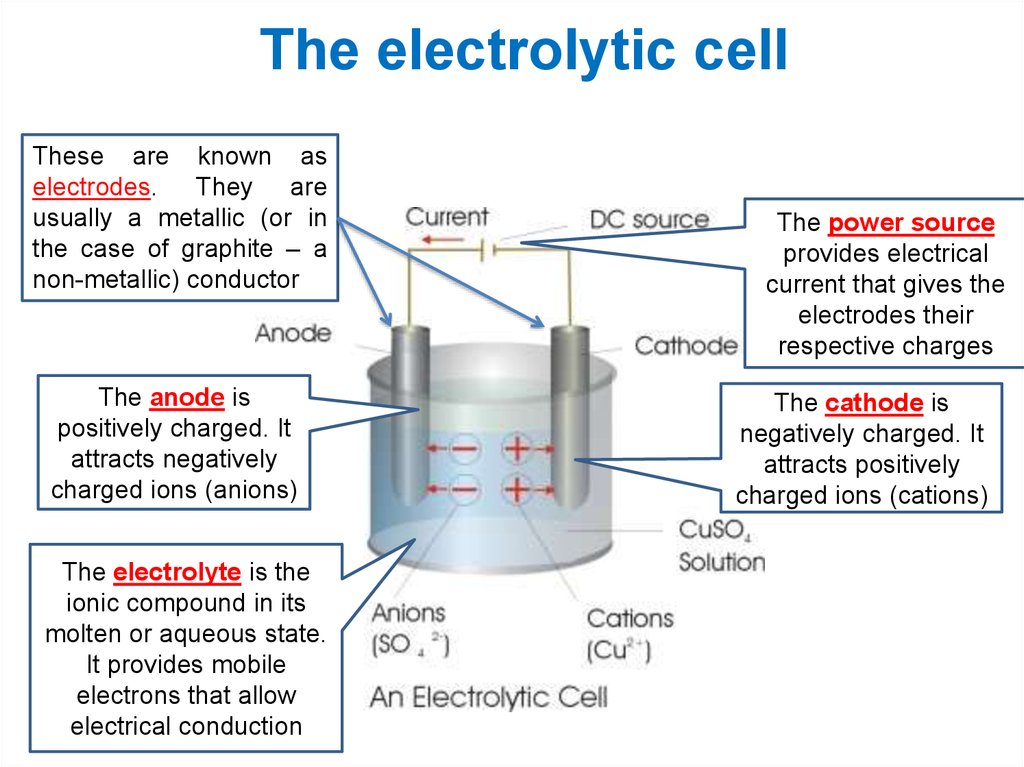 The electrolytic cell
These are known as
electrodes. They are
usually a metallic (or in
the case of graphite – a
non-metallic) conductor
Current
DC source
The power source
provides electrical
current that gives the
electrodes their
respective charges
Anode
Cathode
The anode is
positively charged. It
attracts negatively
charged ions (anions)
The cathode is
negatively charged. It
attracts positively
charged ions (cations)
CuSO₄
Solution
The electrolyte is the
ionic compound in its
molten or aqueous state.
It provides mobile
electrons that allow
electrical conduction
Anions
(SO₄²⁻)
Cations
(Cu²⁺)
An Electrolytic Cell